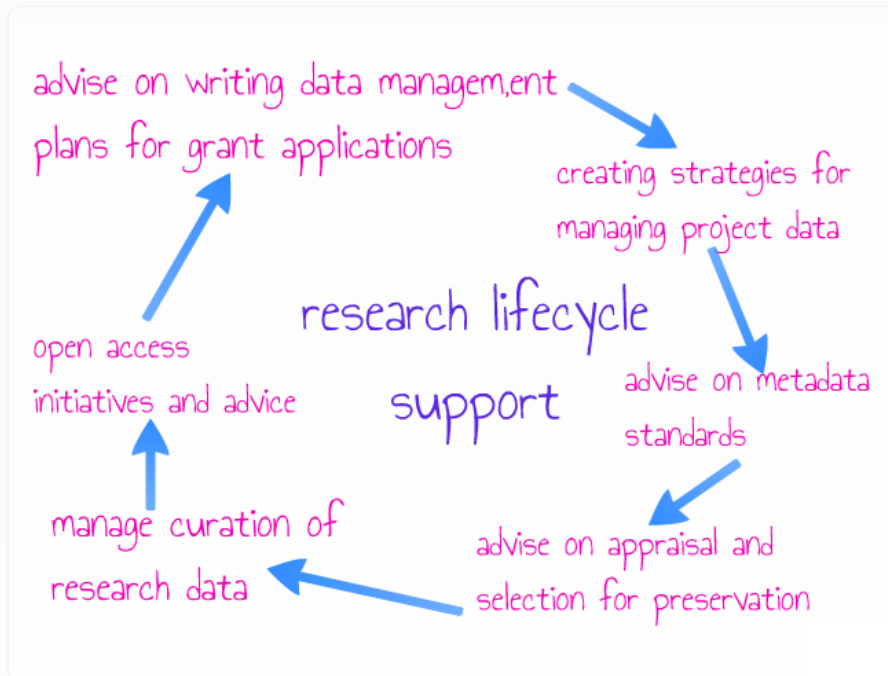 advise on writing data managem,ent
plans for grant applications
creating strategies for
managing project data
research lifecycle
support
advise on metadata
standards
advise on appraisal and
selection for preservation
manage curation of
research data
open access
initiatives and advice